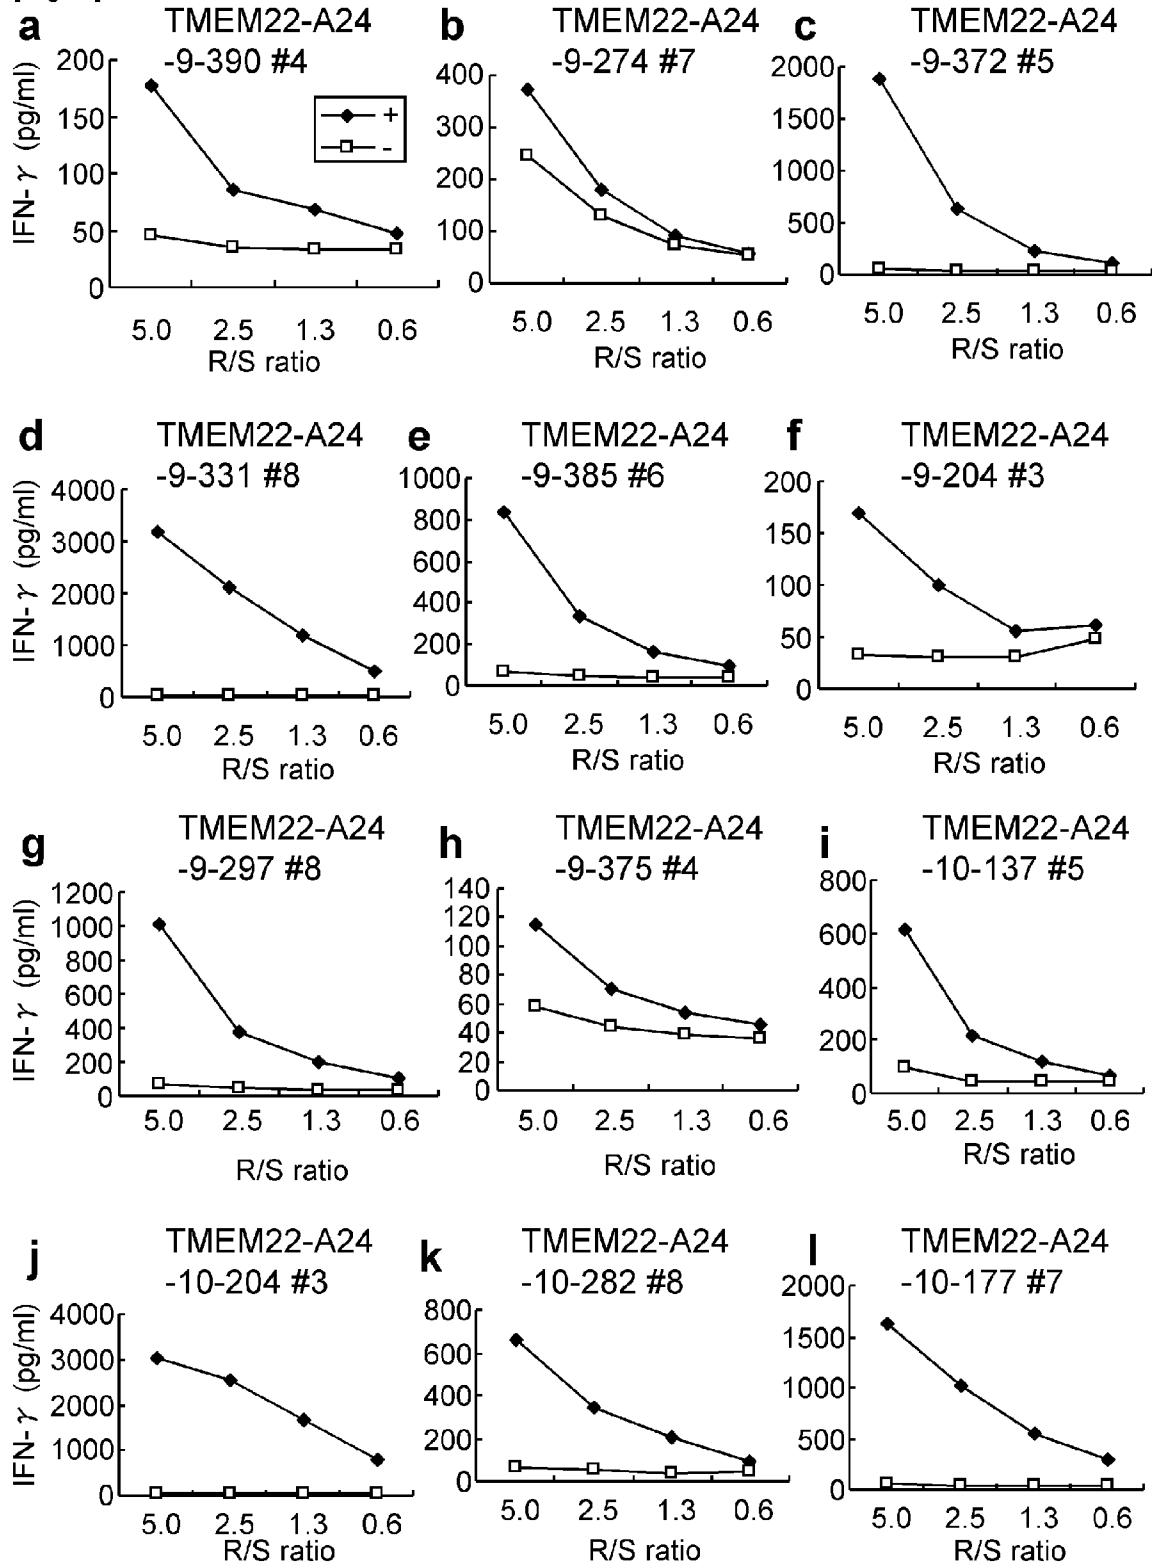 a
TMEM22-A24
-9-390 #4
IFN-γ (pg/ml)
200
150
100
50
0
+
-
5.0 2.5 1.3 0.6
R/S ratio
b
TMEM22-A24
-9-274 #7
400
300
200
100
0
5.0 2.5 1.3 0.6
R/S ratio
c
TMEM22-A24
-9-372 #5
2000
1500
1000
500
0
5.0 2.5 1.3 0.6
R/S ratio
d
TMEM22-A24
-9-331 #8
IFN-γ (pg/ml)
4000
3000
2000
1000
0
5.0 2.5 1.3 0.6
R/S ratio
e
TMEM22-A24
-9-385 #6
1000
800
600
400
200
0
5.0 2.5 1.3 0.6
R/S ratio
f
TMEM22-A24
-9-204 #3
200
150
100
50
0
5.0 2.5 1.3 0.6
R/S ratio
g
TMEM22-A24
-9-297 #8
IFN-γ (pg/ml)
1200
1000
800
600
400
200
0
5.0 2.5 1.3 0.6
R/S ratio
h
TMEM22-A24
-9-375 #4
140
120
100
80
60
40
20
0
5.0 2.5 1.3 0.6
R/S ratio
i
TMEM22-A24
-10-137 #5
800
600
400
200
0
5.0 2.5 1.3 0.6
R/S ratio
j
TMEM22-A24
-10-204 #3
IFN-γ (pg/ml)
4000
3000
2000
1000
0
5.0 2.5 1.3 0.6
R/S ratio
k
TMEM22-A24
-10-282 #8
800
600
400
200
0
5.0 2.5 1.3 0.6
R/S ratio
l
TMEM22-A24
-10-177 #7
2000
1500
1000
500
0
5.0 2.5 1.3 0.6
R/S ratio